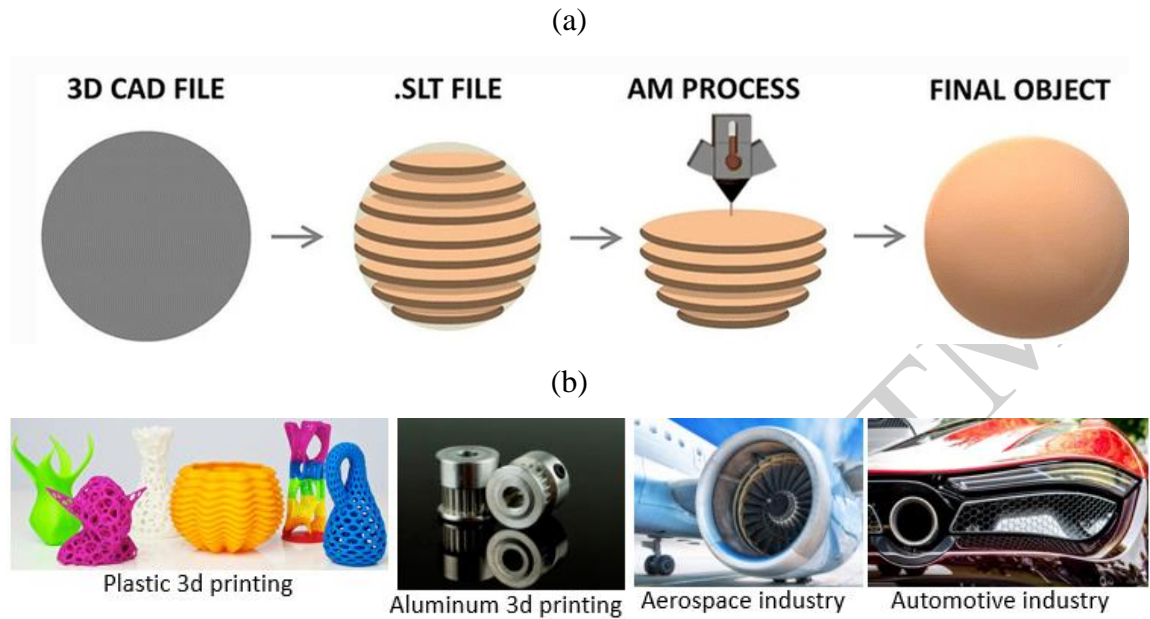 (a)
3D CAD FILE
.SLT FILE
AM PROCESS
FINAL OBJECT
(b)
Plastic 3d printing
Aluminum 3d printing
Aerospace industry
Automotive industry